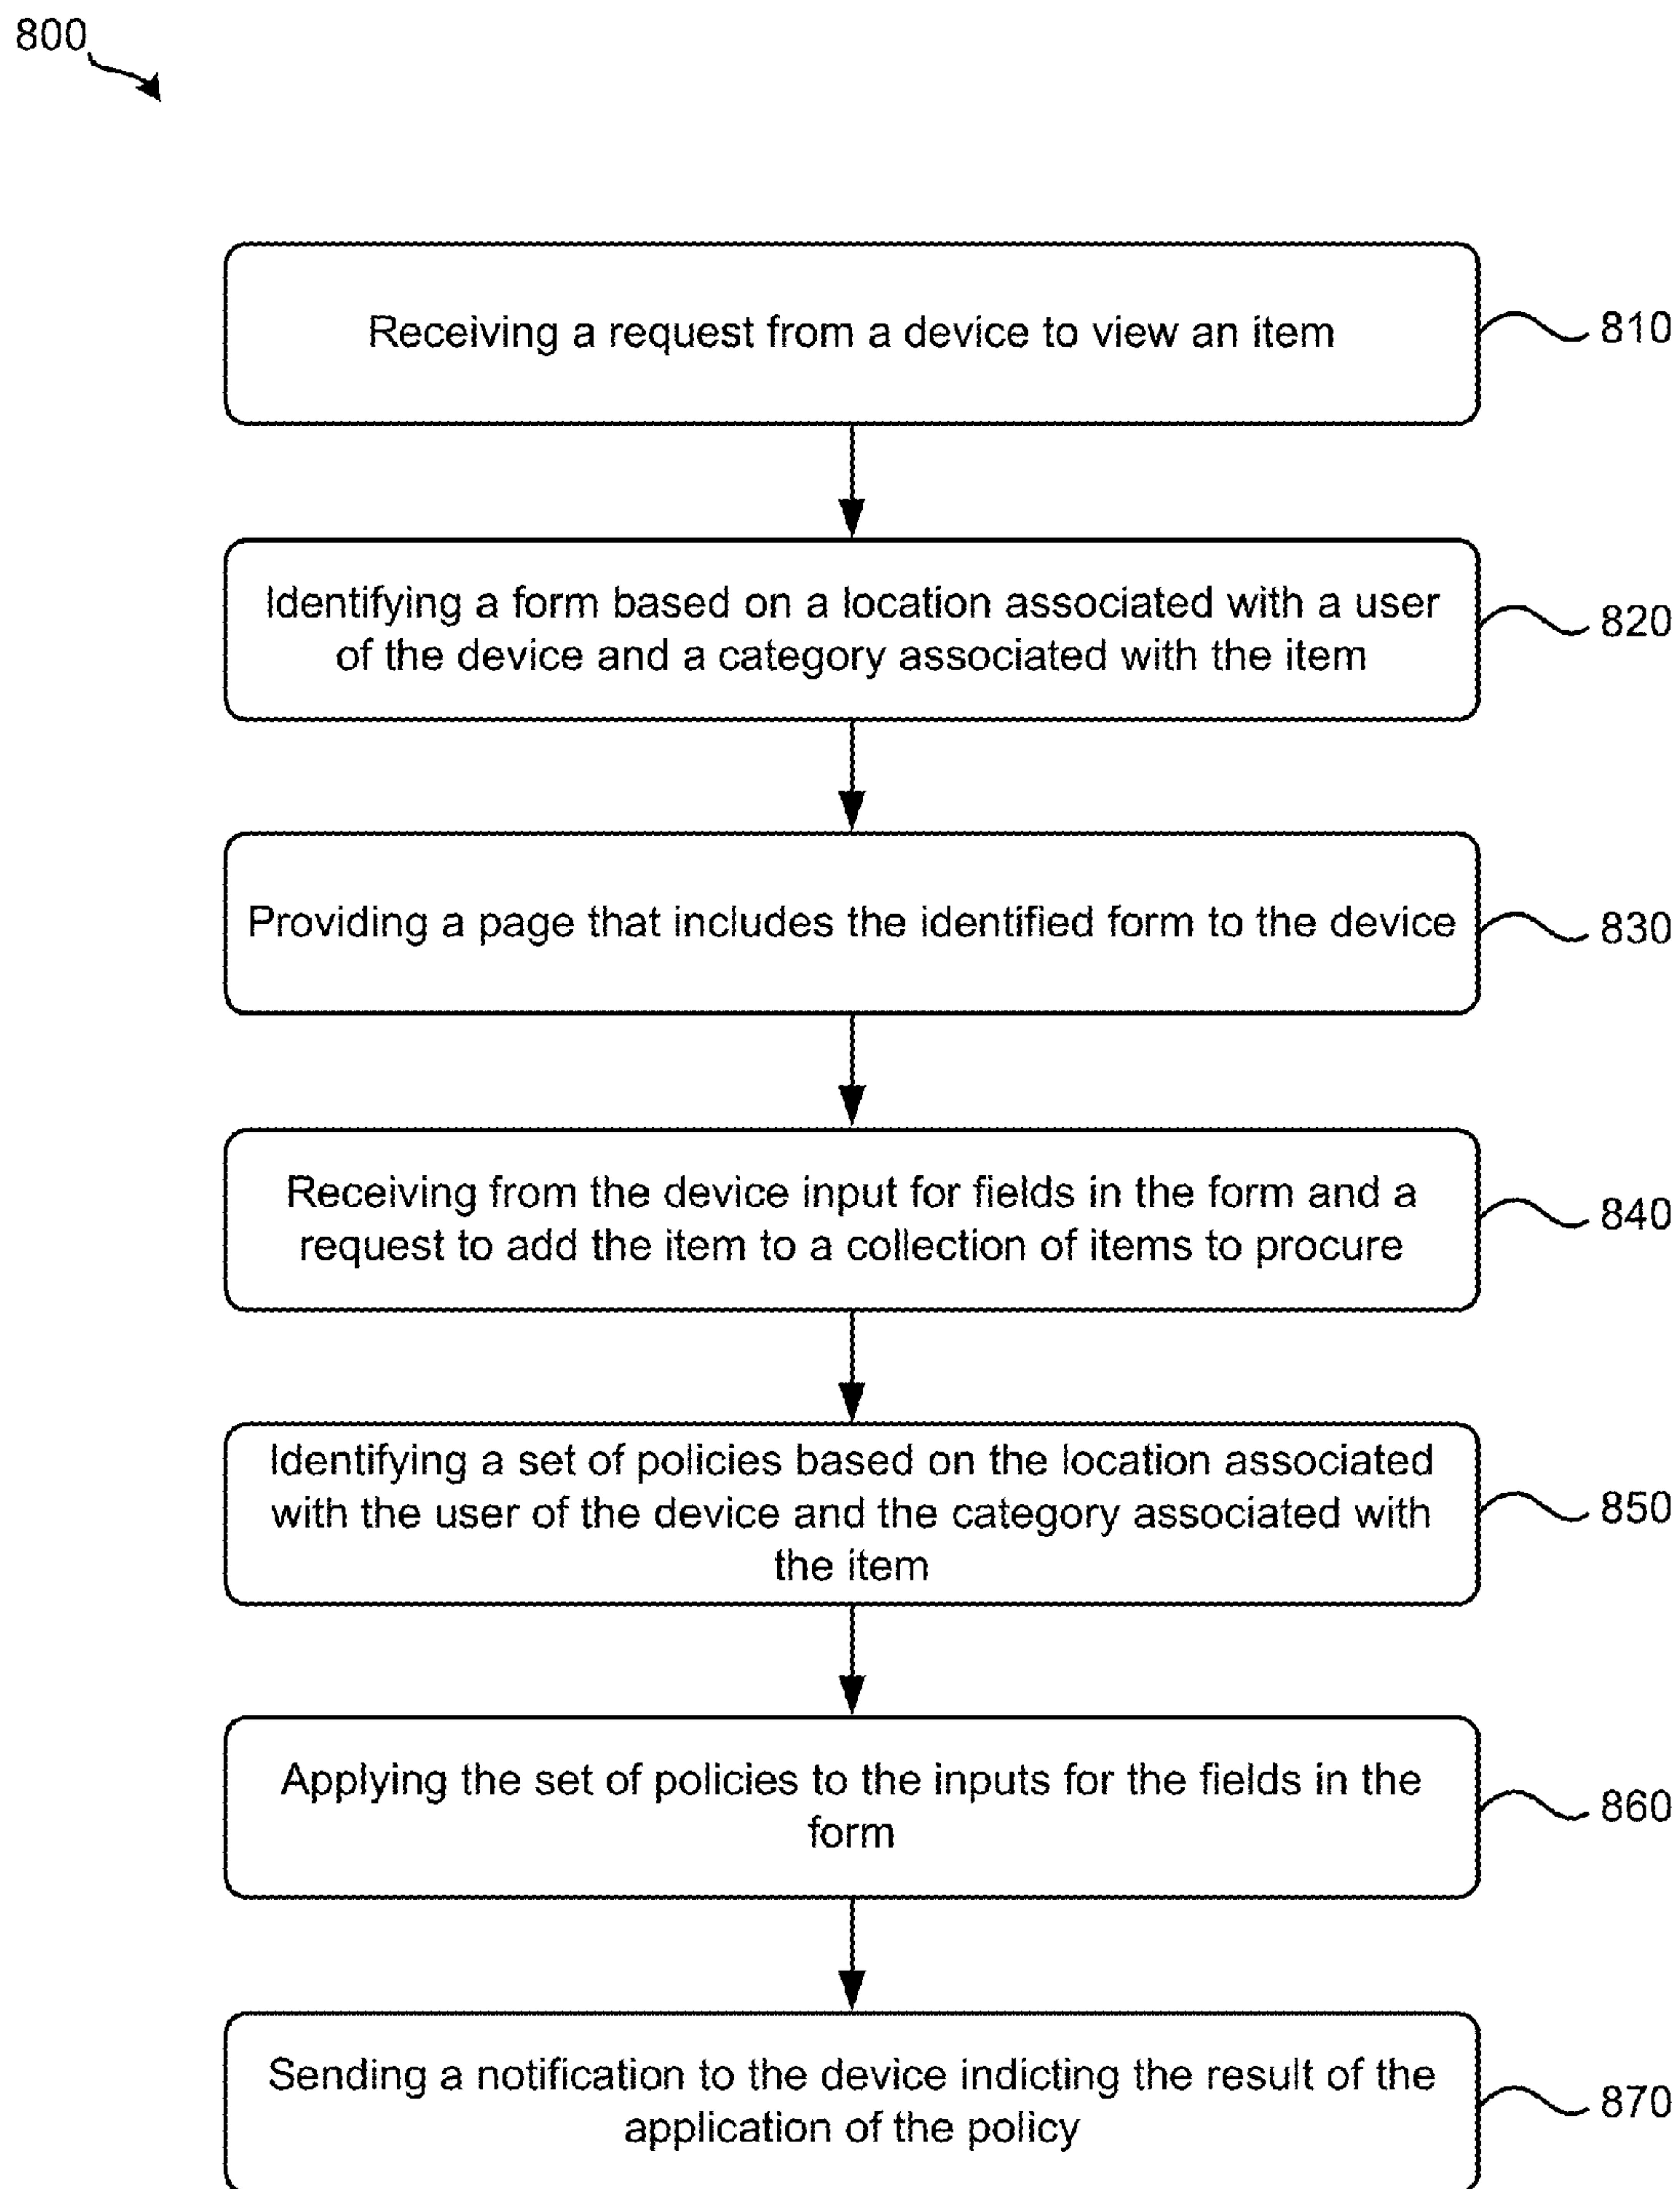 800
Receiving a request from a device to view an item
810
Identifying a form based on a location associated with a user
of the device and a category associated with the item
820
Providing a page that includes the identified form to the device
830
Receiving from the device input for fields in the form and a
request to add the item to a collection of items to procure
840
Identifying a set of policies based on the location associated
with the user of the device and the category associated with
the item
850
Applying the set of policies to the inputs for the fields in the
form
860
Sending a notification to the device indicting the result of the
application of the policy
870